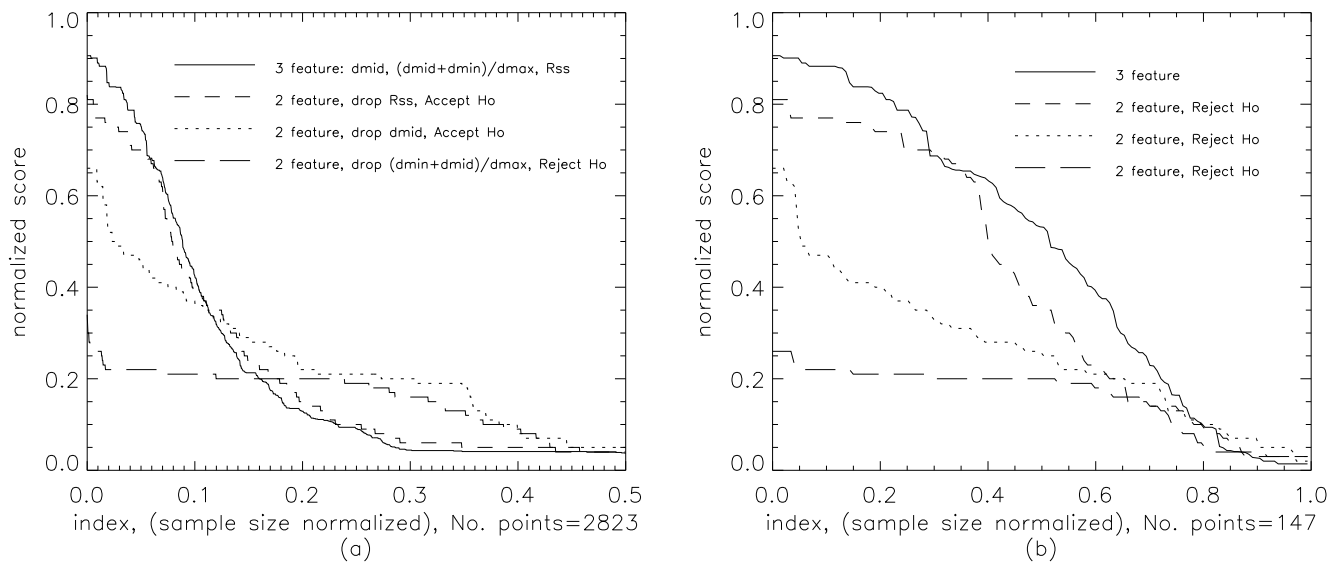 1.0
0.8
0.6
0.4
0.2
0.0
normalized score
3 feature: dmid, (dmid+dmin)/dmax, Rss
2 feature, drop Rss, Accept Ho
2 feature, drop dmid, Accept Ho
2 feature, drop (dmin+dmid)/dmax, Reject Ho
0.0 0.1 0.2 0.3 0.4 0.5
index, (sample size normalized), No. points=2823
(a)
1.0
0.8
0.6
0.4
0.2
0.0
normalized score
3 feature
2 feature, Reject Ho
2 feature, Reject Ho
2 feature, Reject Ho
0.0 0.2 0.4 0.6 0.8 1.0
index, (sample size normalized), No. points=147
(b)